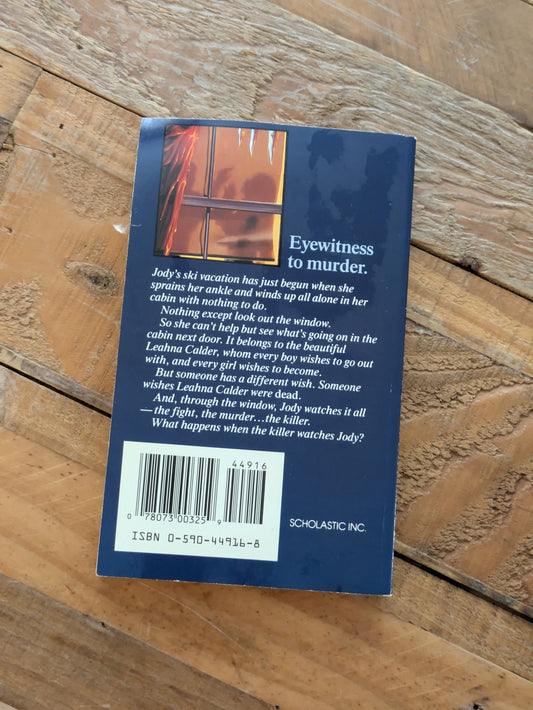 Eyewitness
to murder.
Jody's ski vacation has just begun when she
sprains her ankle and winds up all alone in her
cabin with nothing to do.
Nothing except look out the window.
So she can't help but see what's going on in the
cabin next door. It belongs to the beautiful
Leahna Calder, whom every boy wishes to go out
with, and every girl wishes to become.
But someone has a different wish. Someone
wishes Leahna Calder were dead.
And, through the window, Jody watches it all
—the fight, the murder...the killer.
What happens when the killer watches Jody?
44916
0 78073 00325 9
ISBN 0-590-44916-8
SCHOLASTIC INC.